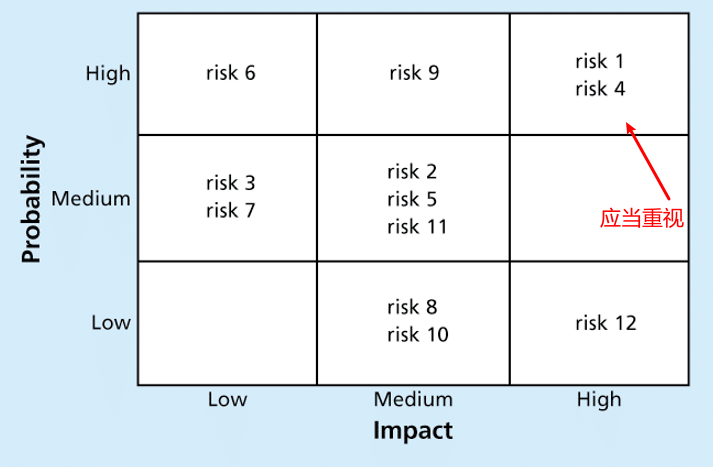 High
risk 6
risk 9
risk 1
risk 4
Probability
Medium
risk 3
risk 7
risk 2
risk 5
risk 11
应当重视
Low
risk 8
risk 10
risk 12
Low
Medium
High
Impact